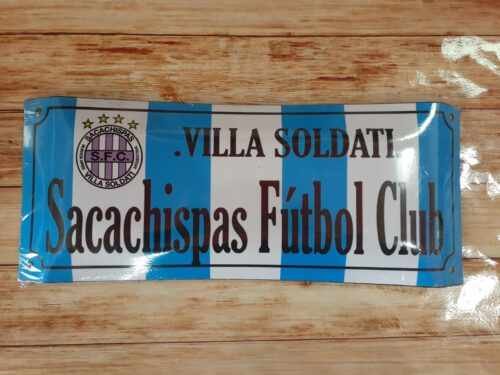 SACACHISPAS
S.F.C.
VILLA SOLDATI
.VILLA SOLDATI.
Sacachispas Fútbol Club